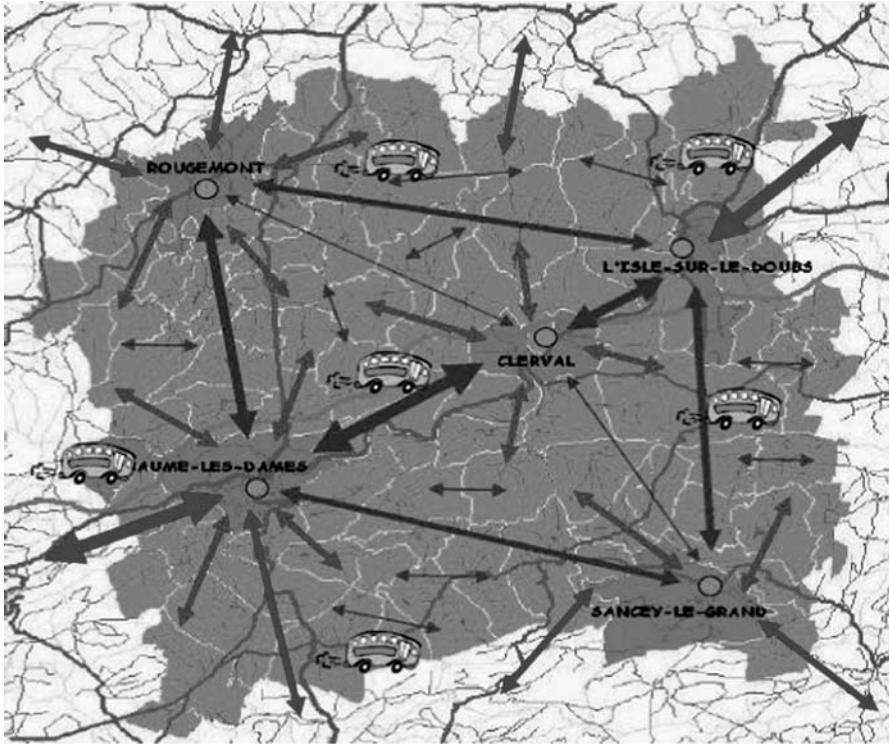 ROUGEMONT
L'ISLE-SUR-LE-DOUBS
CLERVAL
AUME-LES-DAMES
SANCEY-LE-GRAND